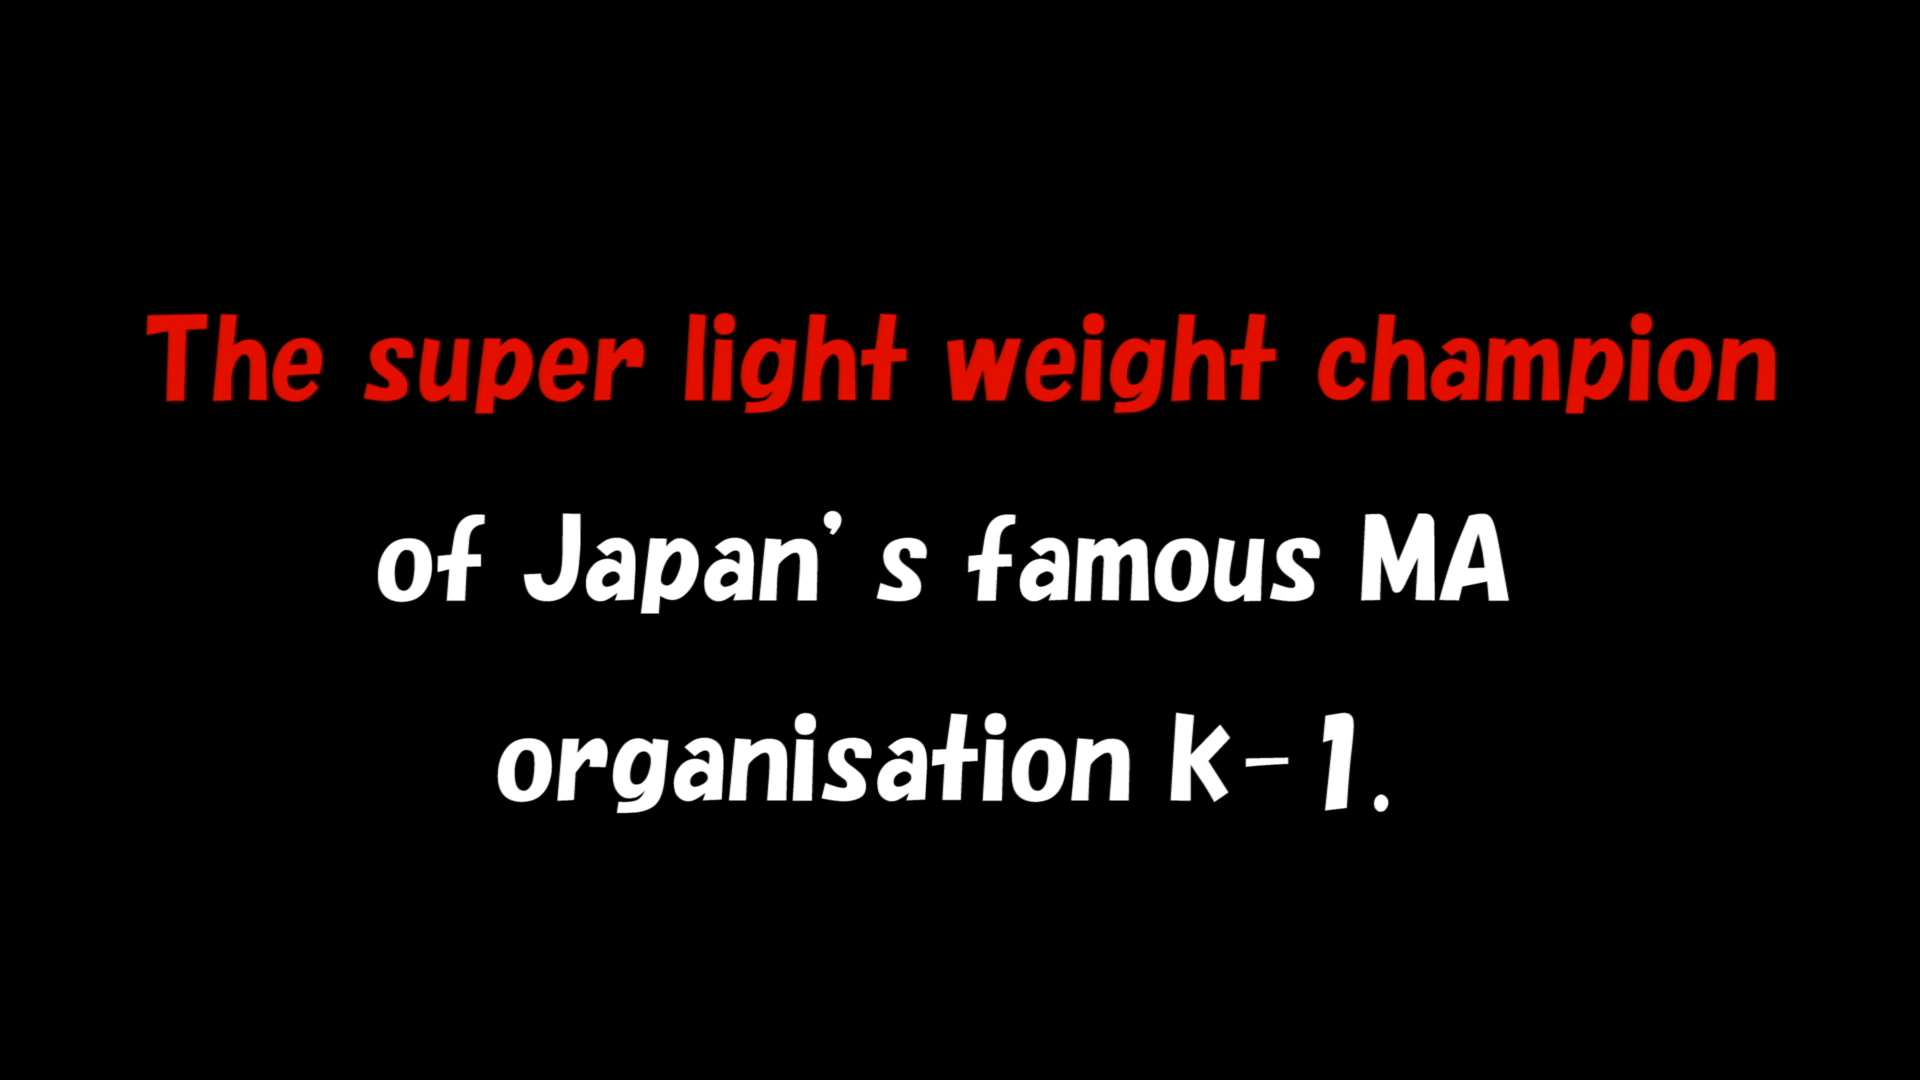 The super light weight champion
of Japan’s famous MA
organisation K-1.